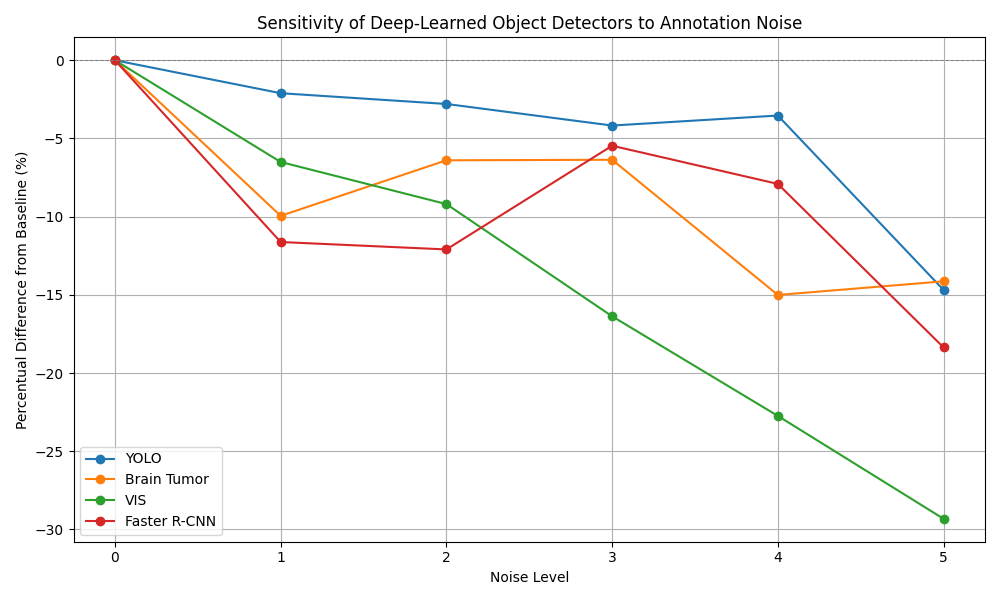 Sensitivity of Deep-Learned Object Detectors to Annotation Noise
Percentual Difference from Baseline (%)
0
−5
−10
−15
−20
−25
−30
YOLO
Brain Tumor
VIS
Faster R-CNN
0 1 2 3 4 5
Noise Level